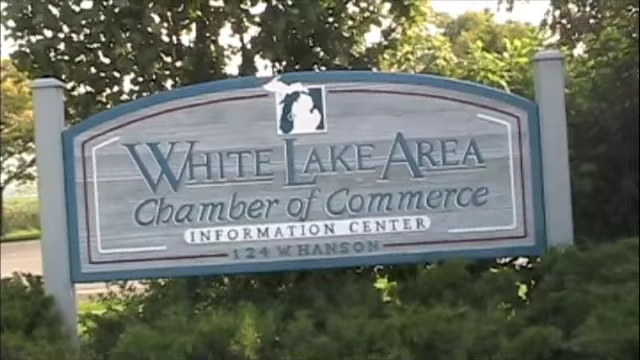 WHITE LAKE AREA
Chamber of Commerce
INFORMATION CENTER
124 W. HANSON